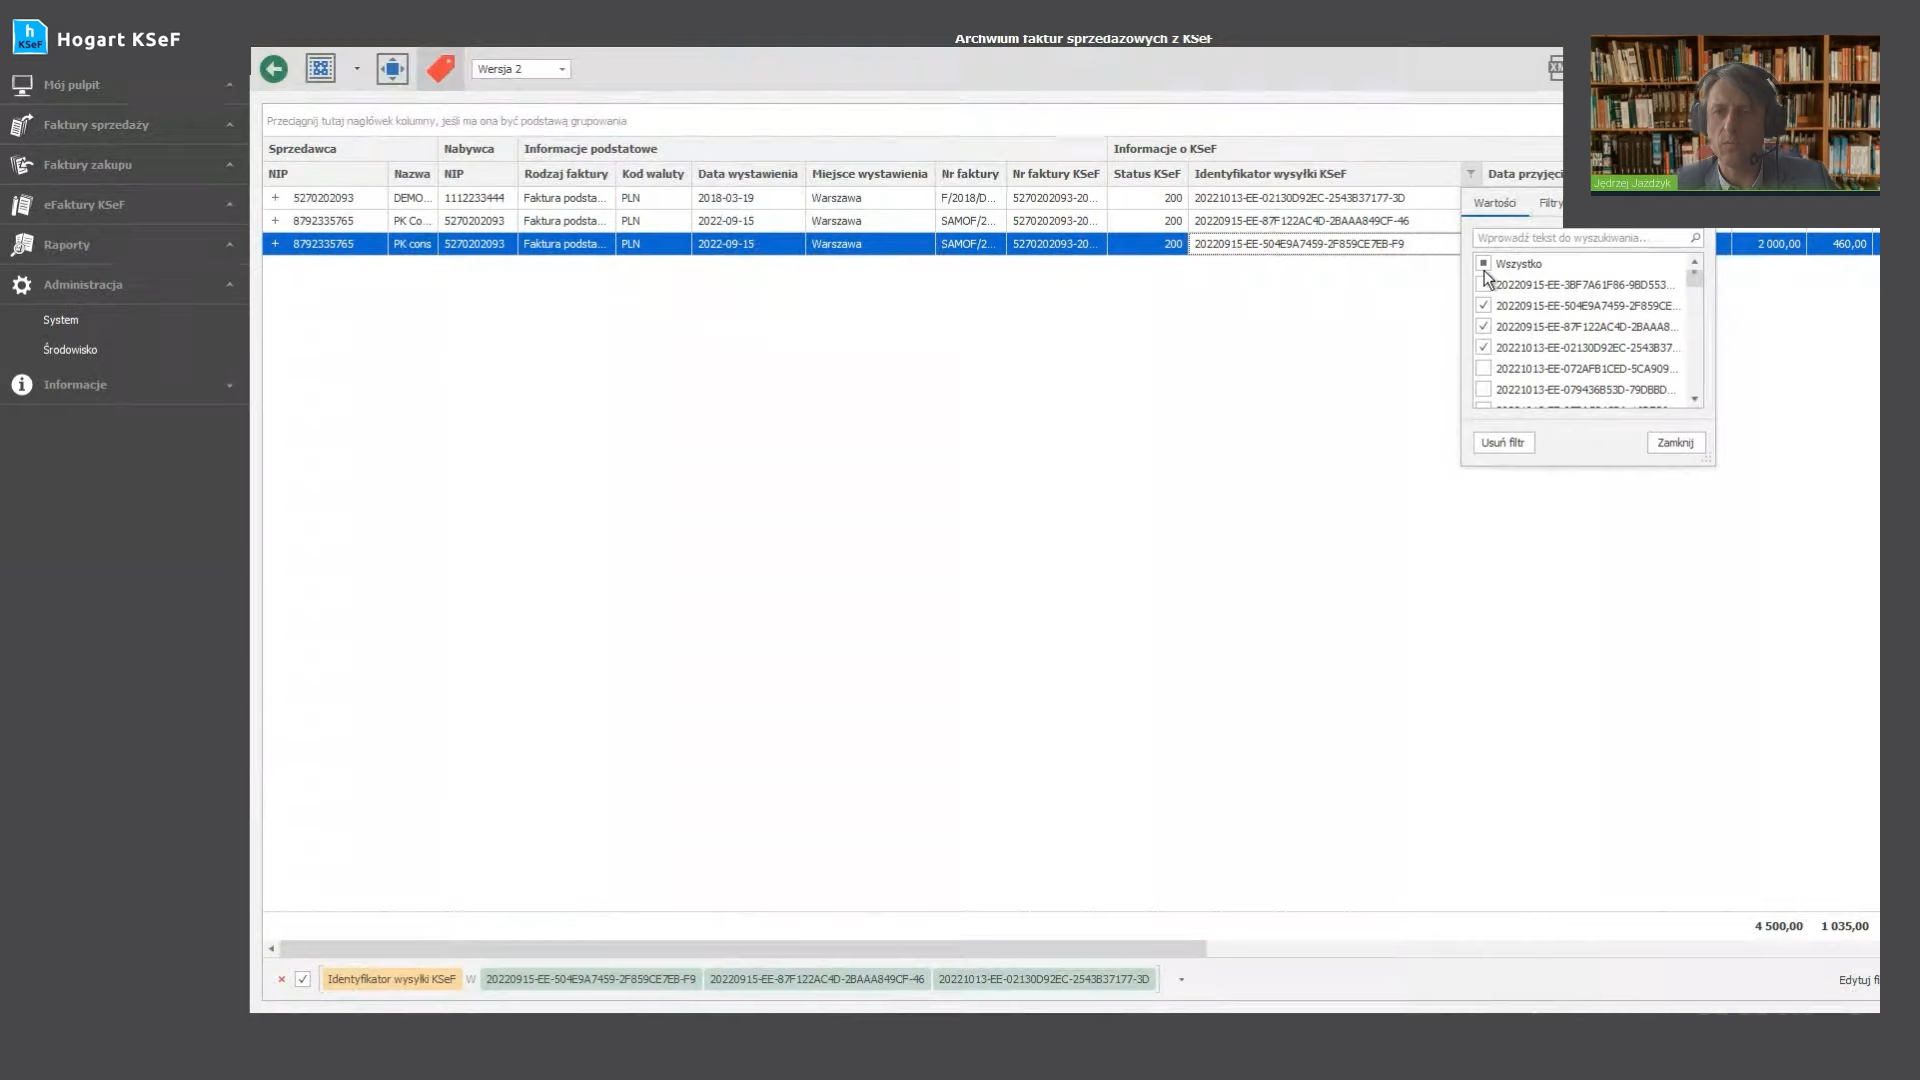 h
KSeF
Hogart KSeF
Archiwum faktur sprzedażowych z KSeF
Mój pulpit
Faktury sprzedaży
Faktury zakupu
eFaktury KSeF
Raporty
Administracja
System
Środowisko
Informacje
Wersja 2
Jędrzej Jażdżyk
Przeciągnij tutaj nagłówek kolumny, jeśli ma ona być podstawą grupowania
Sprzedawca Nabywca Informacje podstatowe Informacje o KSeF
NIP Nazwa NIP Rodzaj faktury Kod waluty Data wystawienia Miejsce wystawienia Nr faktury Nr faktury KSeF Status KSeF Identyfikator wysyłki KSeF Data przyjęci
+ 5270202093 DEMO... 1112233444 Faktura podsta... PLN 2018-03-19 Warszawa F/2018/D... 5270202093-20... 200 20221013-EE-02130D92EC-2543B37177-3D
+ 8792335765 PK Co... 5270202093 Faktura podsta... PLN 2022-09-15 Warszawa SAMOF/2... 5270202093-20... 200 20220915-EE-87F122AC4D-2BAAA849CF-46
+ 8792335765 PK cons 5270202093 Faktura podsta... PLN 2022-09-15 Warszawa SAMOF/2... 5270202093-20... 200 20220915-EE-504E9A7459-2F859CE7EB-F9 2 000,00 460,00
Wartości Filtry
Wprowadź tekst do wyszukiwania...
Wszystko
20220915-EE-3BF7A61F86-9BD553...
20220915-EE-504E9A7459-2F859CE...
20220915-EE-87F122AC4D-2BAAA8...
20221013-EE-02130D92EC-2543B37...
20221013-EE-072AFB1CED-5CA909...
20221013-EE-079436B53D-79DBBD...
Usuń filtr Zamknij
4 500,00 1 035,00
Identyfikator wysyłki KSeF W 20220915-EE-504E9A7459-2F859CE7EB-F9 20220915-EE-87F122AC4D-2BAAA849CF-46 20221013-EE-02130D92EC-2543B37177-3D
Edytuj fi